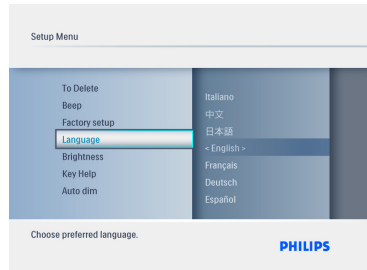 Setup Menu
To Delete
Beep
Factory setup
Language
Brightness
Key Help
Auto dim
Italiano
中文
日本語
< English >
Français
Deutsch
Español
Choose preferred language.
PHILIPS